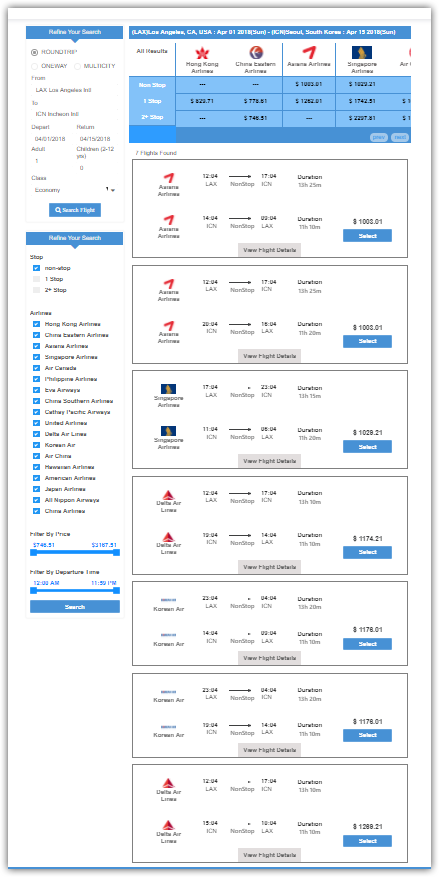 Refine Your Search
ROUNDTRIP
ONEWAY MULTICITY
From
LAX Los Angeles Intl
To
ICN Incheon Intl
Depart Return
04/01/2018 04/15/2018
Adult Children (2-12 yrs)
1 0
Class
Economy
Search Flight
Refine Your Search
Stop
non-stop
1 Stop
2+ Stop
Airlines
Hong Kong Airlines
China Eastern Airlines
Asiana Airlines
Singapore Airlines
Air Canada
Philippine Airlines
Eva Airways
China Southern Airlines
Cathay Pacific Airways
United Airlines
Delta Air Lines
Korean Air
Air China
Hawaiian Airlines
American Airlines
Japan Airlines
All Nippon Airways
China Airlines
Filter By Price
$746.51 $3167.51
Filter By Departure Time
12:00 AM 11:59 PM
Search
(LAX)Los Angeles, CA, USA : Apr 01 2018(Sun) - (ICN)Seoul, South Korea : Apr 15 2018(Sun)
All Results Hong Kong Airlines China Eastern Airlines Asiana Airlines Singapore Airlines
Non Stop --- --- $ 1003.01 $ 1029.21
1 Stop $ 829.71 $ 778.61 $ 1262.01 $ 1742.51
2+ Stop --- $ 746.51 --- $ 2297.81
prev next
7 Flights Found
Asiana Airlines 12:04 LAX NonStop 17:04 ICN Duration 13h 25m
Asiana Airlines 14:04 ICN NonStop 09:04 LAX Duration 11h 10m
$ 1003.01
Select
View Flight Details
Asiana Airlines 12:04 LAX NonStop 17:04 ICN Duration 13h 25m
Asiana Airlines 20:04 ICN NonStop 16:04 LAX Duration 11h 20m
$ 1003.01
Select
View Flight Details
Singapore Airlines 17:04 LAX NonStop 23:04 ICN Duration 13h 15m
Singapore Airlines 11:04 ICN NonStop 06:04 LAX Duration 11h 20m
$ 1029.21
Select
View Flight Details
Delta Air Lines 12:04 LAX NonStop 17:04 ICN Duration 13h 10m
Delta Air Lines 19:04 ICN NonStop 14:04 LAX Duration 11h 10m
$ 1174.21
Select
View Flight Details
Korean Air 23:04 LAX NonStop 04:04 ICN Duration 13h 20m
Korean Air 14:04 ICN NonStop 09:04 LAX Duration 11h 10m
$ 1176.01
Select
View Flight Details
Korean Air 23:04 LAX NonStop 04:04 ICN Duration 13h 20m
Korean Air 19:04 ICN NonStop 14:04 LAX Duration 11h 10m
$ 1176.01
Select
View Flight Details
Delta Air Lines 12:04 LAX NonStop 17:04 ICN Duration 13h 10m
Delta Air Lines 15:04 ICN NonStop 10:04 LAX Duration 11h 10m
$ 1269.21
Select
View Flight Details